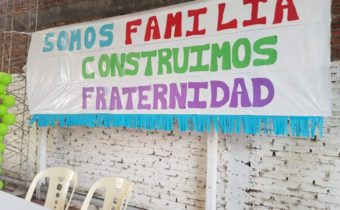 SOMOS FAMILIA
CONSTRUIMOS
FRATERNIDAD